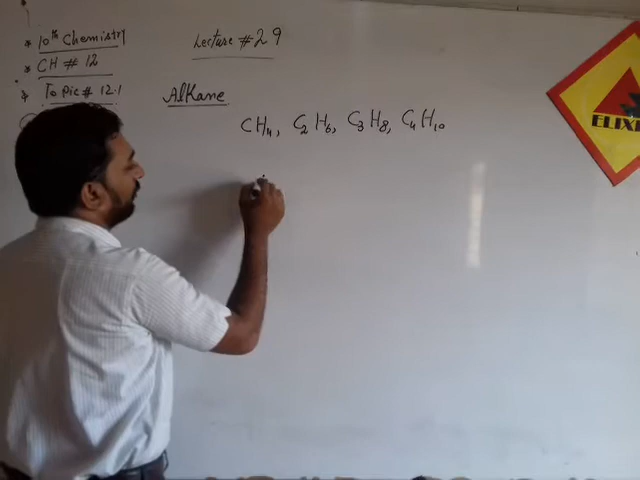 * 10th Chemistry
* CH # 12
* Topic # 12.1
Lecture # 29
Alkane
CH₄, C₂H₆, C₃H₈, C₄H₁₀
ELIXI